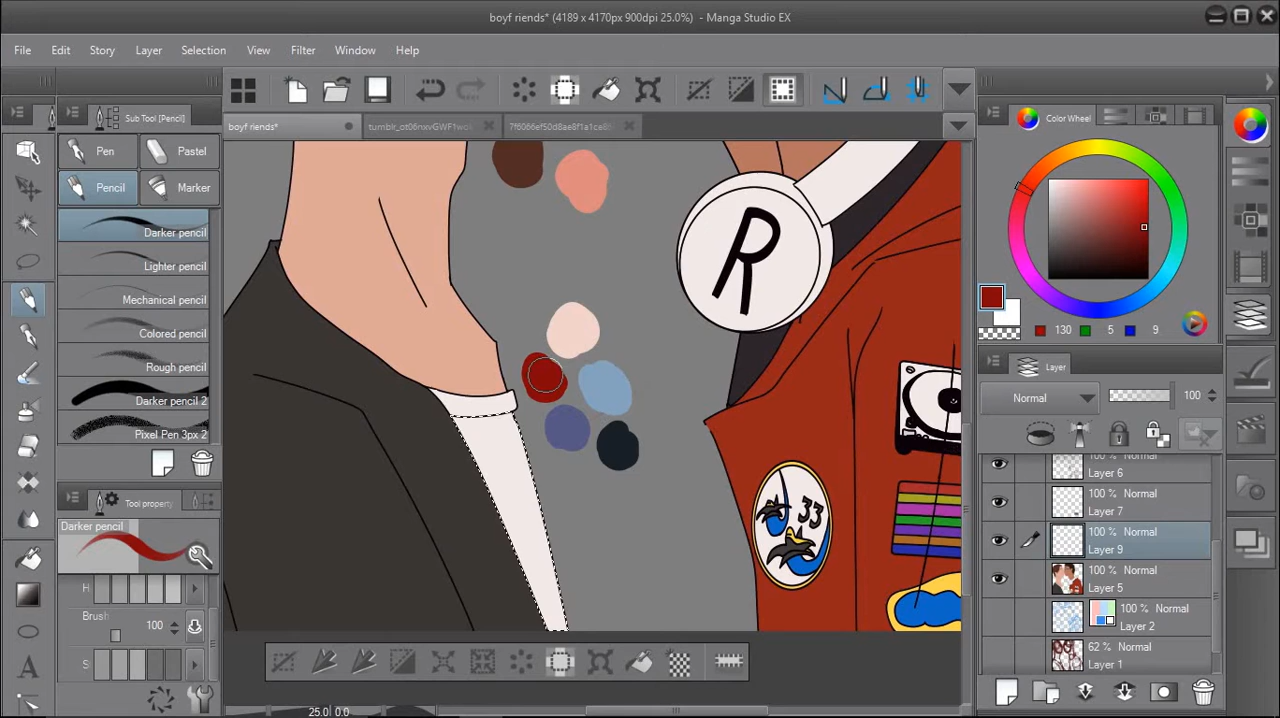 boyf riends* (4189 x 4170px 900dpi 25.0%) - Manga Studio EX
File Edit Story Layer Selection View Filter Window Help
Sub Tool [Pencil]
boyf riends*
Pen Pastel
Pencil Marker
Darker pencil
Lighter pencil
Mechanical pencil
Colored pencil
Rough pencil
Darker pencil 2
Pixel Pen 3px 2
Tool property
Darker pencil
H
Brush 100
S
A
25.0 0.0
R
33
Color Wheel
130 5 9
Layer
Normal 100
Layer 6
100 % Normal
Layer 7
100 % Normal
Layer 9
100 % Normal
Layer 5
100 % Normal
Layer 2
62 % Normal
Layer 1